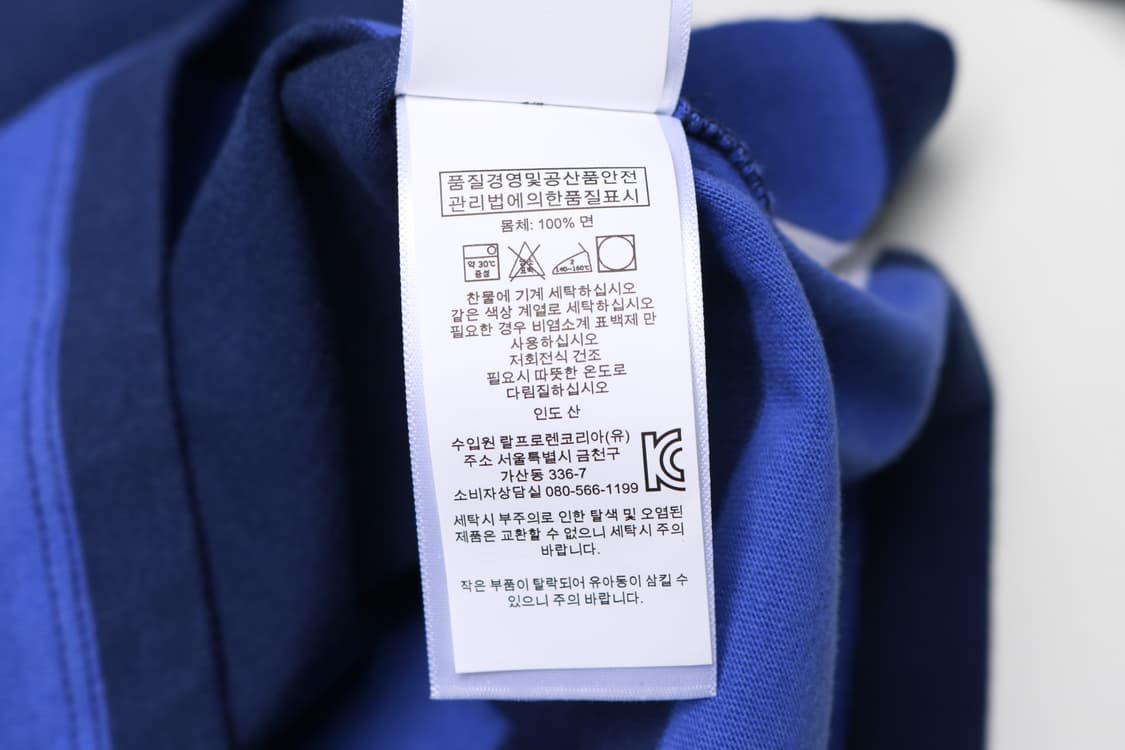 품질경영및공산품안전
관리법에의한품질표시
몸체: 100% 면
약 30℃
중성
염소
표백
2
140~160℃
찬물에 기계 세탁하십시오
같은 색상 계열로 세탁하십시오
필요한 경우 비염소계 표백제 만
사용하십시오
저회전식 건조
필요시 따뜻한 온도로
다림질하십시오
인도 산
수입원 랄프로렌코리아(유)
주소 서울특별시 금천구
가산동 336-7
소비자상담실 080-566-1199
KC
세탁시 부주의로 인한 탈색 및 오염된
제품은 교환할 수 없으니 세탁시 주의
바랍니다.
작은 부품이 탈락되어 유아동이 삼킬 수
있으니 주의 바랍니다.